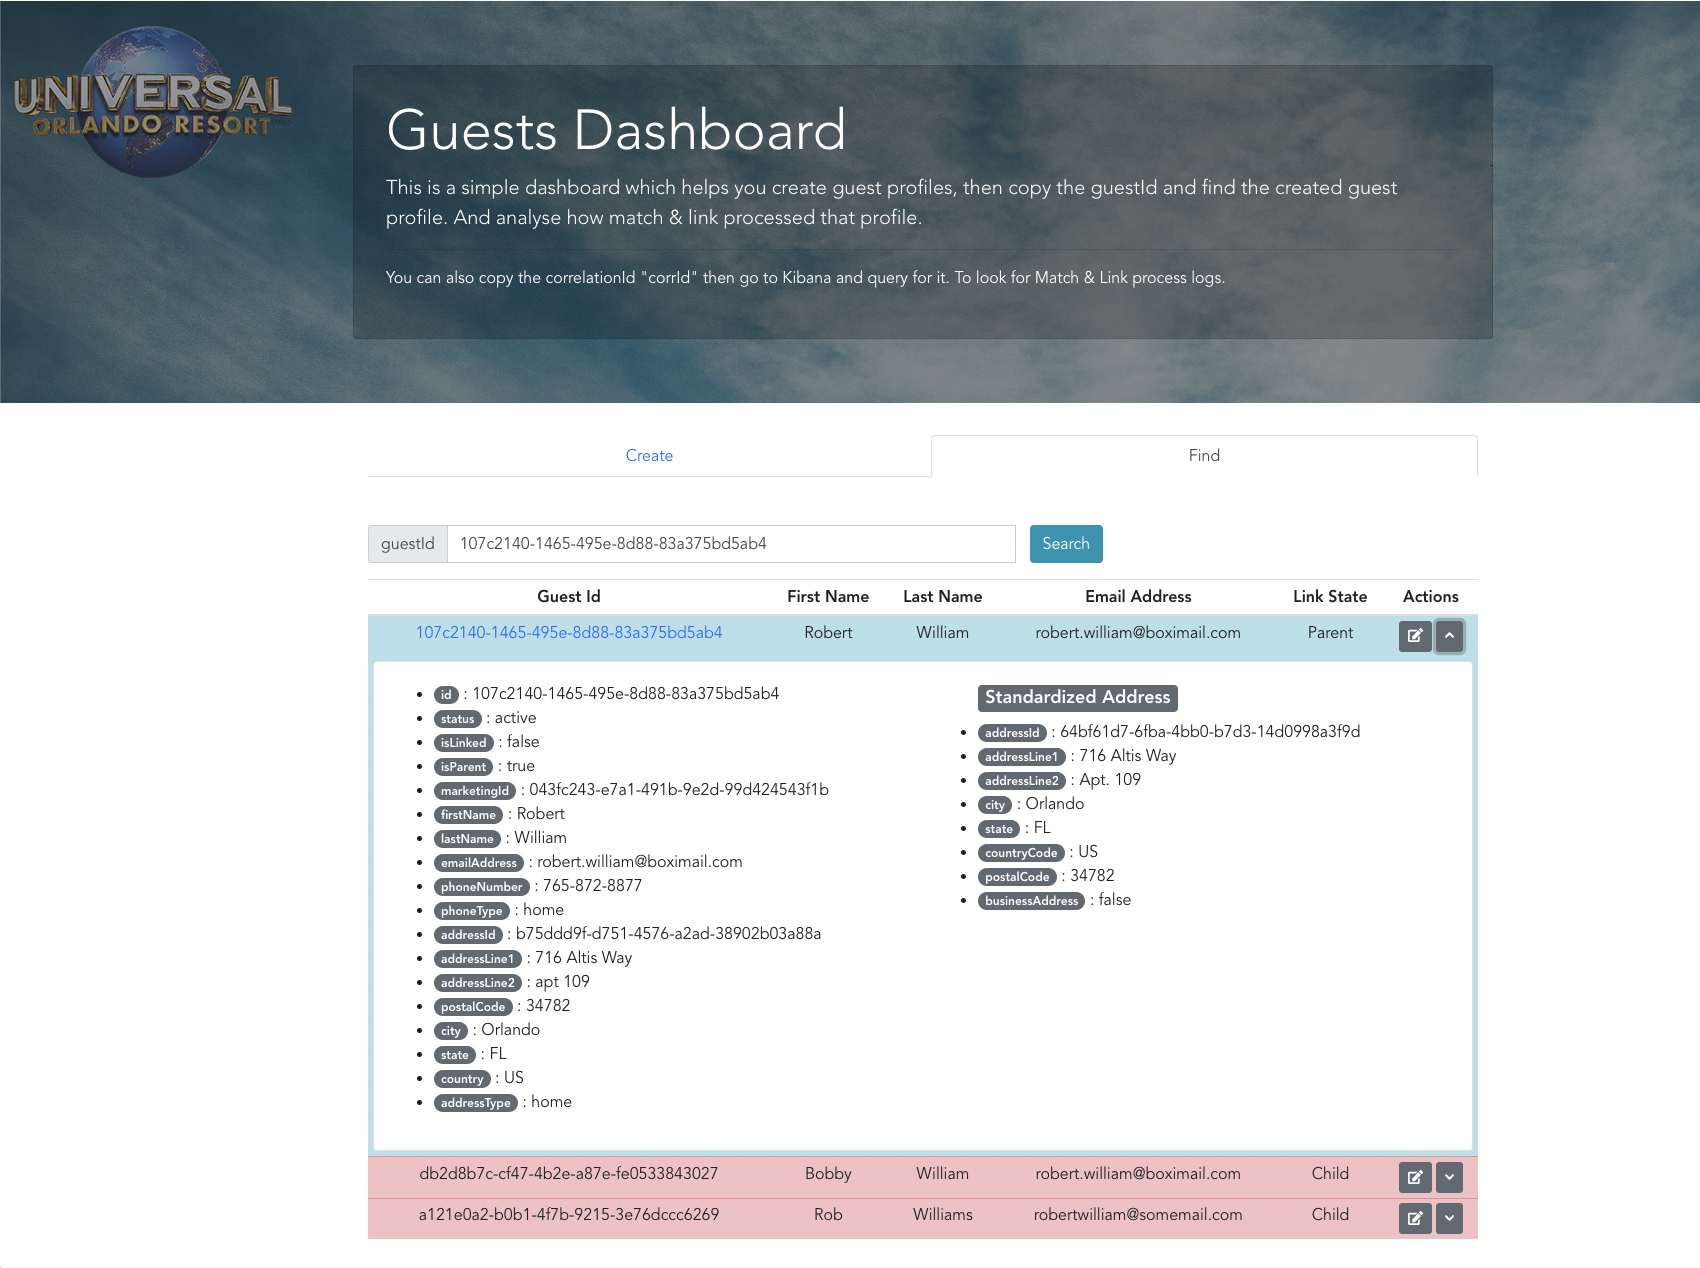 UNIVERSAL
ORLANDO RESORT
Guests Dashboard
This is a simple dashboard which helps you create guest profiles, then copy the guestId and find the created guest
profile. And analyse how match & link processed that profile.
You can also copy the correlationId "corrId" then go to Kibana and query for it. To look for Match & Link process logs.
Create
Find
guestId 107c2140-1465-495e-8d88-83a375bd5ab4 Search
Guest Id First Name Last Name Email Address Link State Actions
107c2140-1465-495e-8d88-83a375bd5ab4 Robert William robert.william@boximail.com Parent
id : 107c2140-1465-495e-8d88-83a375bd5ab4
status : active
isLinked : false
isParent : true
marketingId : 043fc243-e7a1-491b-9e2d-99d424543f1b
firstName : Robert
lastName : William
emailAddress : robert.william@boximail.com
phoneNumber : 765-872-8877
phoneType : home
addressId : b75ddd9f-d751-4576-a2ad-38902b03a88a
addressLine1 : 716 Altis Way
addressLine2 : apt 109
postalCode : 34782
city : Orlando
state : FL
country : US
addressType : home
Standardized Address
addressId : 64bf61d7-6fba-4bb0-b7d3-14d0998a3f9d
addressLine1 : 716 Altis Way
addressLine2 : Apt. 109
city : Orlando
state : FL
countryCode : US
postalCode : 34782
businessAddress : false
db2d8b7c-cf47-4b2e-a87e-fe0533843027 Bobby William robert.william@boximail.com Child
a121e0a2-b0b1-4f7b-9215-3e76dccc6269 Rob Williams robertwilliam@somemail.com Child